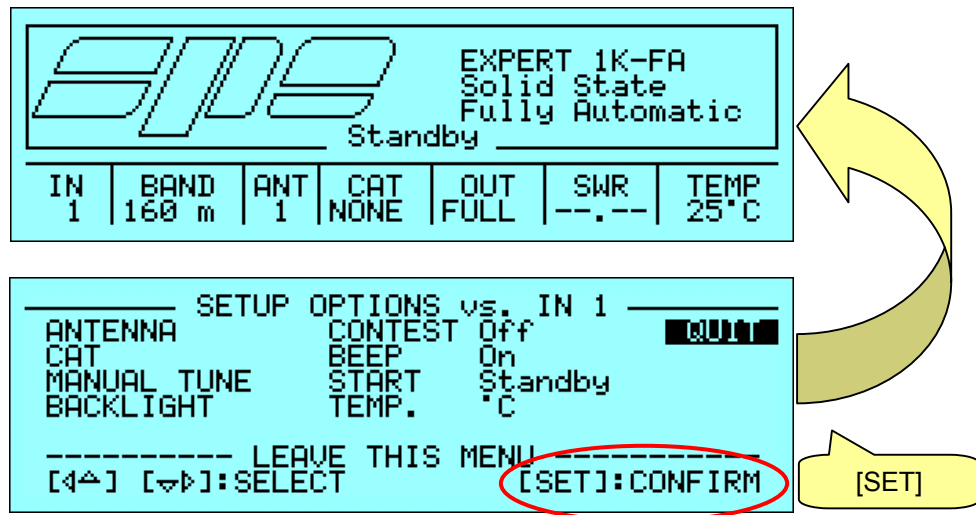 spe
EXPERT 1K-FA
Solid State
Fully Automatic
Standby
IN BAND ANT CAT OUT SWR TEMP
1 160 m 1 NONE FULL --.-- 25°C
SETUP OPTIONS vs. IN 1
ANTENNA CONTEST Off QUIT
CAT BEEP On
MANUAL TUNE START Standby
BACKLIGHT TEMP. °C
---------- LEAVE THIS MENU -----------
[◁△] [▽▷]:SELECT [SET]:CONFIRM
[SET]